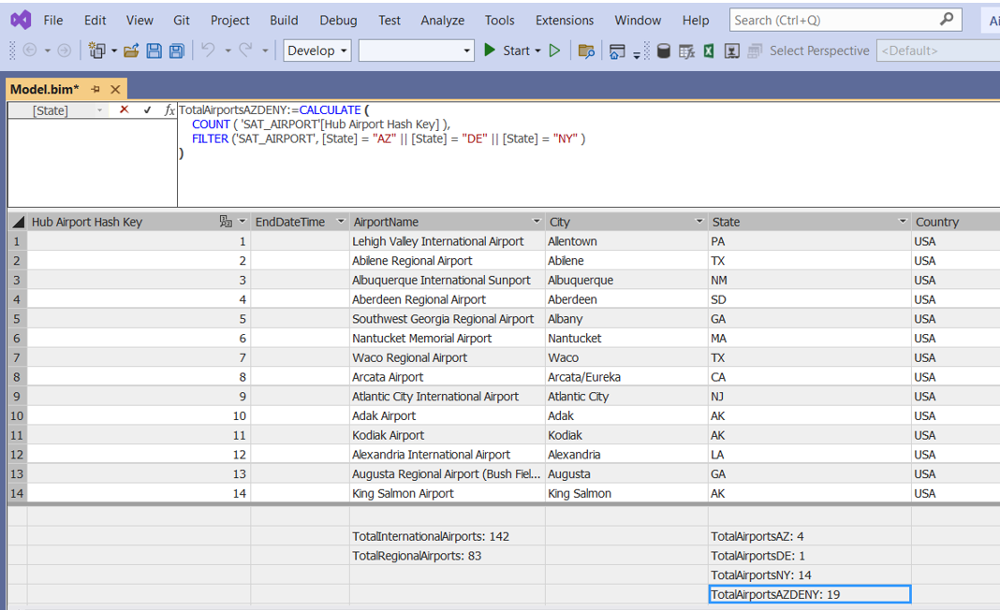 File Edit View Git Project Build Debug Test Analyze Tools Extensions Window Help Search (Ctrl+Q)
Develop Start Select Perspective <Default>
Model.bim*
[State] fx TotalAirportsAZDENY:=CALCULATE (
COUNT ( 'SAT_AIRPORT'[Hub Airport Hash Key] ),
FILTER ('SAT_AIRPORT', [State] = "AZ" || [State] = "DE" || [State] = "NY" )
)
Hub Airport Hash Key EndDateTime AirportName City State Country
1 1 Lehigh Valley International Airport Allentown PA USA
2 2 Abilene Regional Airport Abilene TX USA
3 3 Albuquerque International Sunport Albuquerque NM USA
4 4 Aberdeen Regional Airport Aberdeen SD USA
5 5 Southwest Georgia Regional Airport Albany GA USA
6 6 Nantucket Memorial Airport Nantucket MA USA
7 7 Waco Regional Airport Waco TX USA
8 8 Arcata Airport Arcata/Eureka CA USA
9 9 Atlantic City International Airport Atlantic City NJ USA
10 10 Adak Airport Adak AK USA
11 11 Kodiak Airport Kodiak AK USA
12 12 Alexandria International Airport Alexandria LA USA
13 13 Augusta Regional Airport (Bush Fiel... Augusta GA USA
14 14 King Salmon Airport King Salmon AK USA
TotalInternationalAirports: 142 TotalAirportsAZ: 4
TotalRegionalAirports: 83 TotalAirportsDE: 1
TotalAirportsNY: 14
TotalAirportsAZDENY: 19